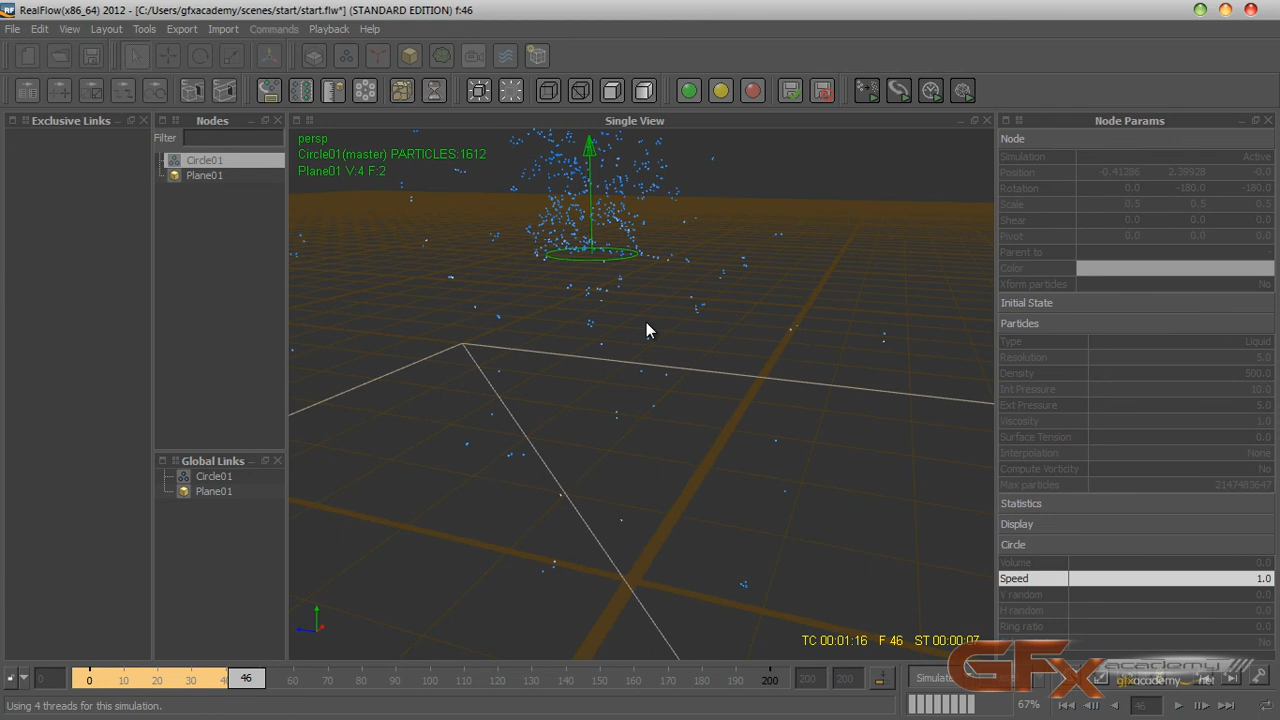 RealFlow(x86_64) 2012 - [C:/Users/gfxacademy/scenes/start/start.flw*] (STANDARD EDITION) f:46
File Edit View Layout Tools Export Import Commands Playback Help
Exclusive Links
Nodes
Filter
Circle01
Plane01
Global Links
Circle01
Plane01
Single View
persp
Circle01(master) PARTICLES:1612
Plane01 V:4 F:2
TC 00:01:16 F 46 ST 00:00:07
Node Params
Node
Simulation Active
Position -0.41286 2.39928 -0.0
Rotation 0.0 -180.0 -180.0
Scale 0.5 0.5 0.5
Shear 0.0 0.0 0.0
Pivot 0.0 0.0 0.0
Parent to -
Color
Xform particles No
Initial State
Particles
Type Liquid
Resolution 5.0
Density 500.0
Int Pressure 10.0
Ext Pressure 5.0
Viscosity 1.0
Surface Tension 0.0
Interpolation None
Compute Vorticity No
Max particles 2147483647
Statistics
Display
Circle
Volume 0.0
Speed 1.0
V random 0.0
H random 0.0
Ring ratio 0.0
No
0 0 10 20 30 46 60 70 80 90 100 110 120 130 140 150 160 170 180 190 200 200 200
GFx academy
gfxacademy.net
Using 4 threads for this simulation.
67%
46